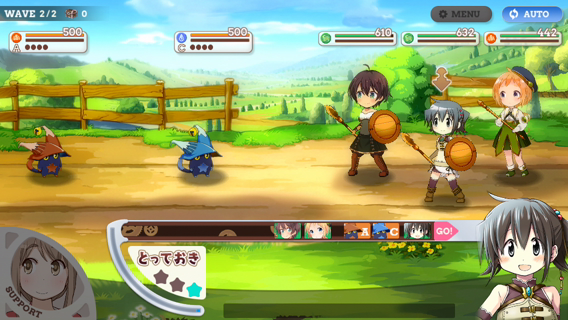 WAVE 2/2 0
MENU
AUTO
500
A
500
C
610
632
442
A C GO!
とっておき
SUPPORT